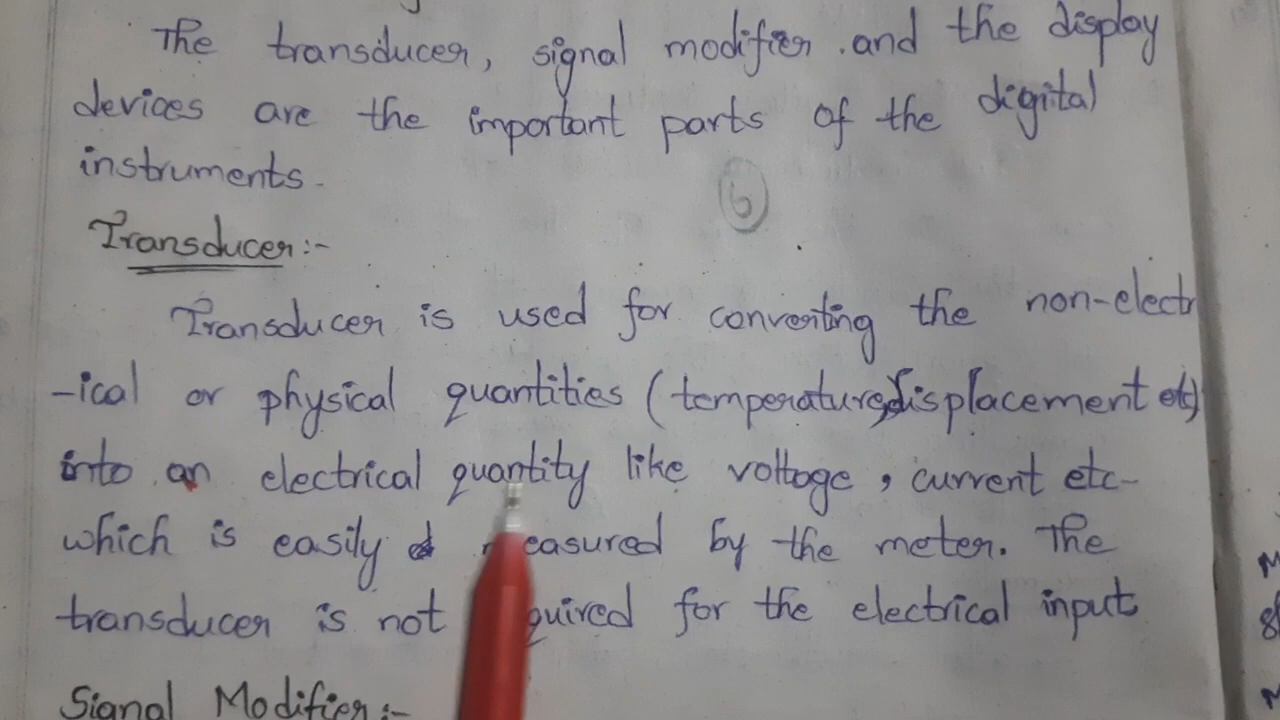 The transducer, signal modifier .and the display
devices are the important parts of the digital
instruments.
6
Transducer:-
Transducer is used for converting the non-electr
-ical or physical quantities (temperature, displacement etc)
into an electrical quantity like voltage, current etc-
which is easily measured by the meter. The
transducer is not required for the electrical input
Signal Modifier:-